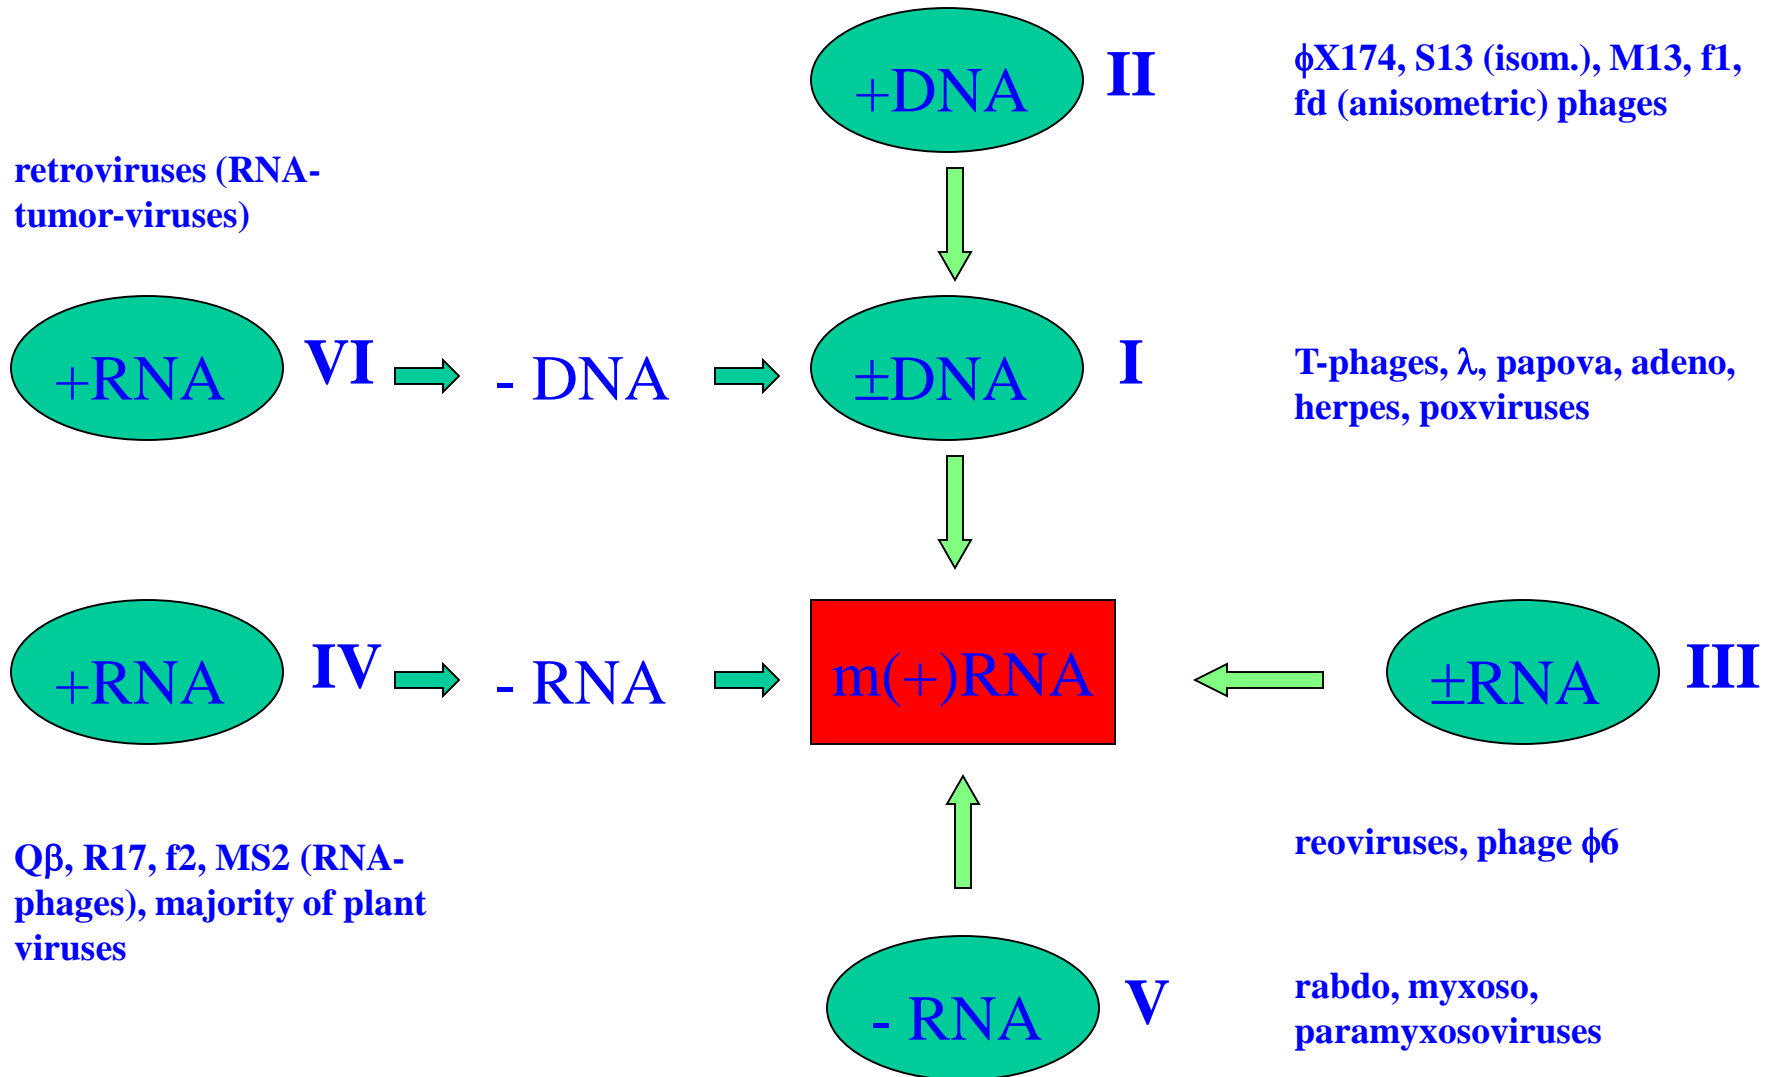 +DNA
II
ϕX174, S13 (isom.), M13, f1,
fd (anisometric) phages
retroviruses (RNA-
tumor-viruses)
+RNA
VI
- DNA
±DNA
I
T-phages, λ, papova, adeno,
herpes, poxviruses
+RNA
IV
- RNA
m(+)RNA
±RNA
III
Qβ, R17, f2, MS2 (RNA-
phages), majority of plant
viruses
reoviruses, phage ϕ6
- RNA
V
rabdo, myxoso,
paramyxosoviruses